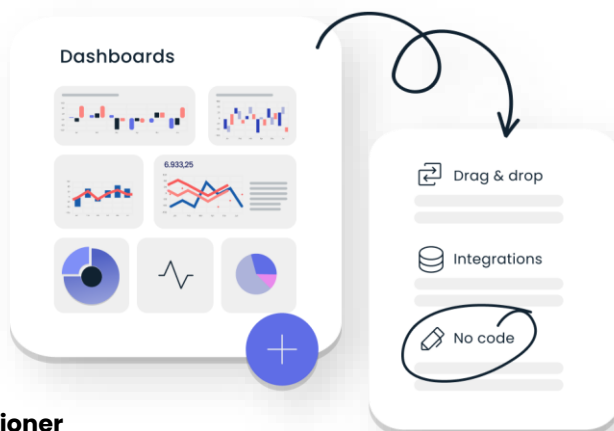 Dashboards
6.933,25
Drag & drop
Integrations
No code
ioner